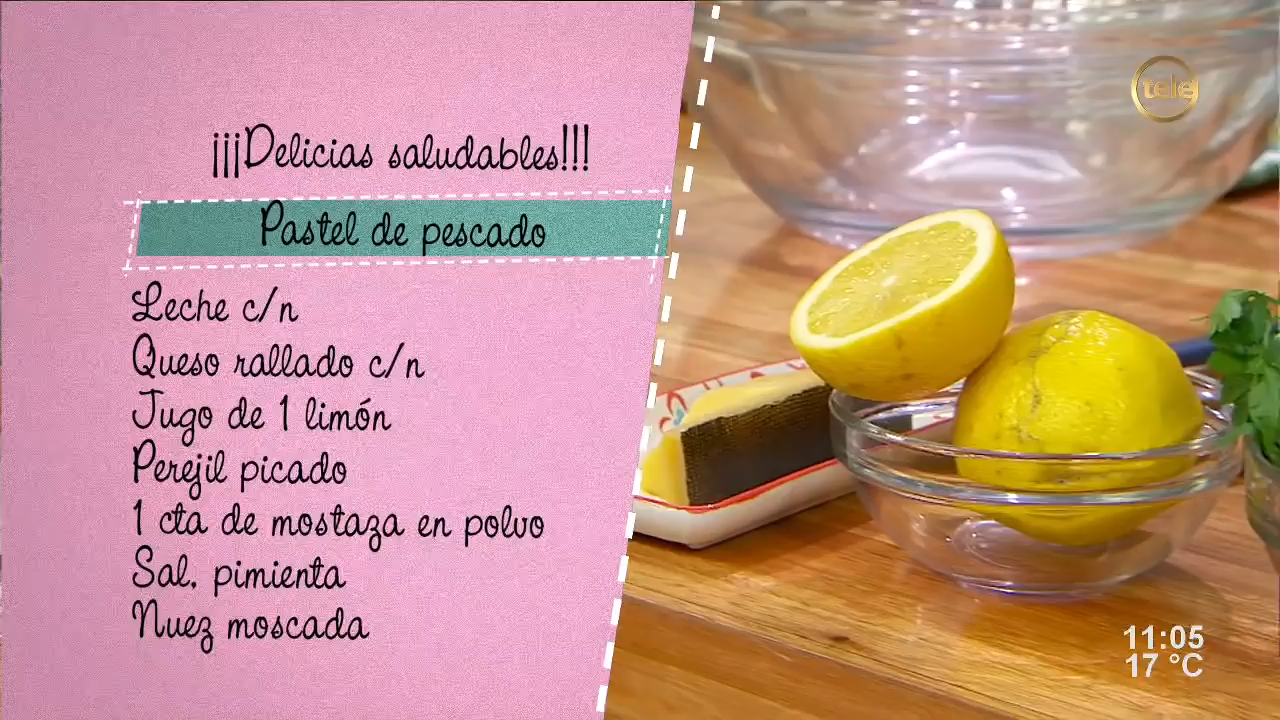 ¡¡¡Delicias saludables!!!
Pastel de pescado
Leche c/n
Queso rallado c/n
Jugo de 1 limón
Perejil picado
1 cta de mostaza en polvo
Sal, pimienta
Nuez moscada
tele
11:05
17 °C